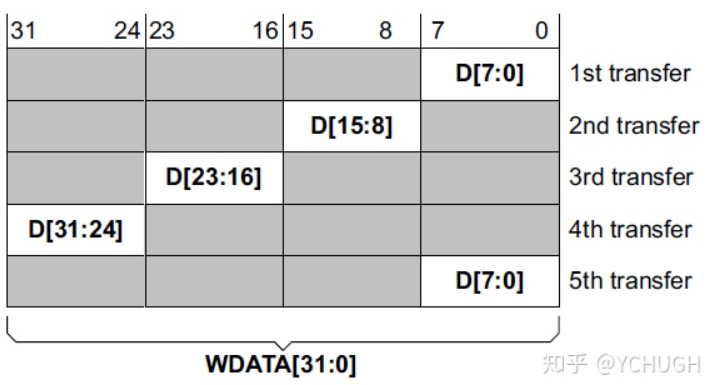 31 24 23 16 15 8 7 0
D[7:0] 1st transfer
D[15:8] 2nd transfer
D[23:16] 3rd transfer
D[31:24] 4th transfer
D[7:0] 5th transfer
WDATA[31:0]
知乎 @YCHUGH